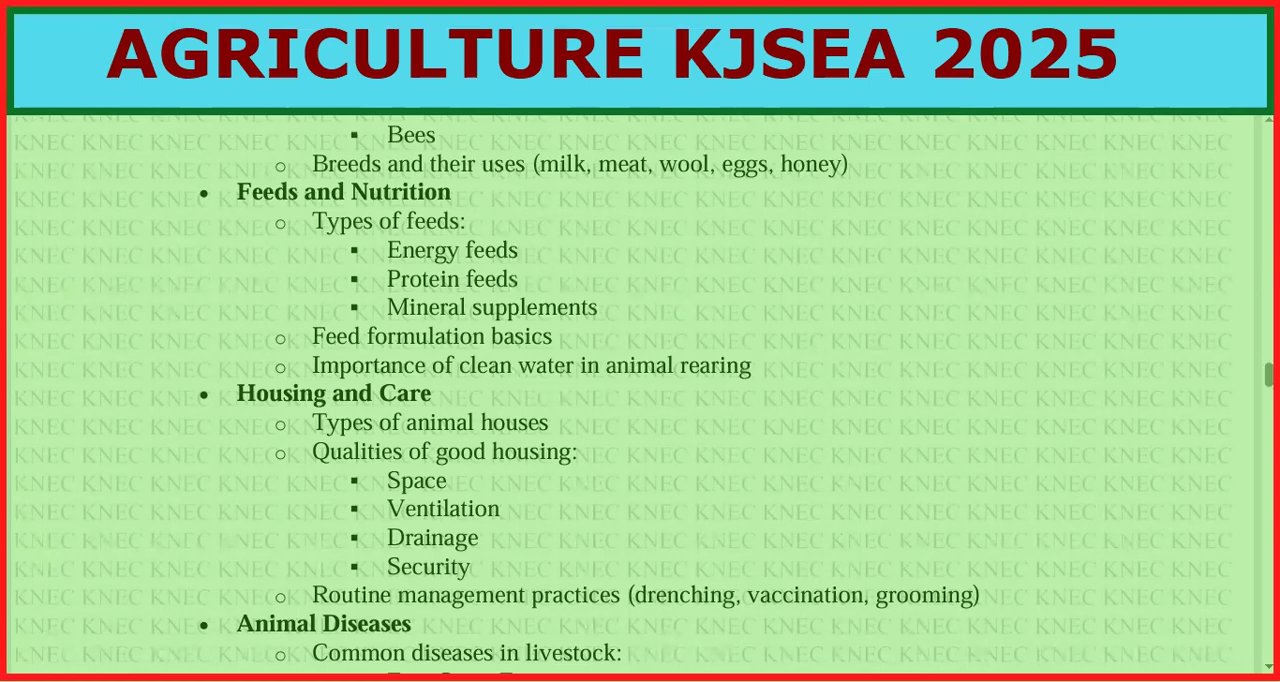 AGRICULTURE KJSEA 2025
▪ Bees
o Breeds and their uses (milk, meat, wool, eggs, honey)
• Feeds and Nutrition
o Types of feeds:
▪ Energy feeds
▪ Protein feeds
▪ Mineral supplements
o Feed formulation basics
o Importance of clean water in animal rearing
• Housing and Care
o Types of animal houses
o Qualities of good housing:
▪ Space
▪ Ventilation
▪ Drainage
▪ Security
o Routine management practices (drenching, vaccination, grooming)
• Animal Diseases
o Common diseases in livestock:
KNEC